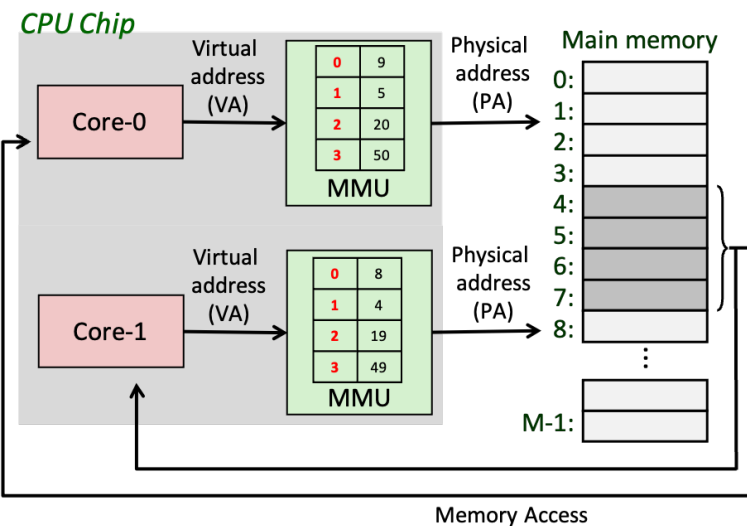 CPU Chip
Virtual
address
(VA)
Physical
address
(PA)
Main memory
Core-0
0 9
1 5
2 20
3 50
MMU
0:
1:
2:
3:
4:
5:
6:
7:
8:
M-1:
Virtual
address
(VA)
Physical
address
(PA)
Core-1
0 8
1 4
2 19
3 49
MMU
Memory Access